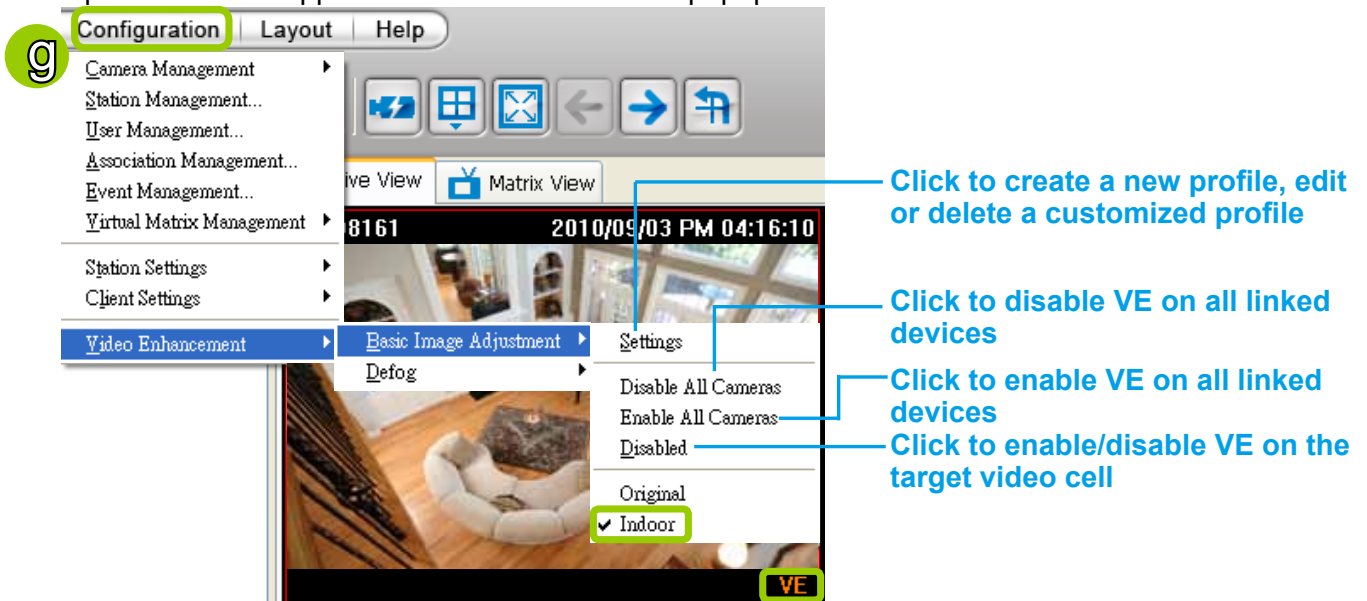 Configuration Layout Help
g
Camera Management
Station Management...
User Management...
Association Management...
Event Management...
Virtual Matrix Management
Station Settings
Client Settings
Video Enhancement
Basic Image Adjustment
Defog
Settings
Disable All Cameras
Enable All Cameras
Disabled
Original
Indoor
ive View
Matrix View
8161 2010/09/03 PM 04:16:10
VE
Click to create a new profile, edit
or delete a customized profile
Click to disable VE on all linked
devices
Click to enable VE on all linked
devices
Click to enable/disable VE on the
target video cell